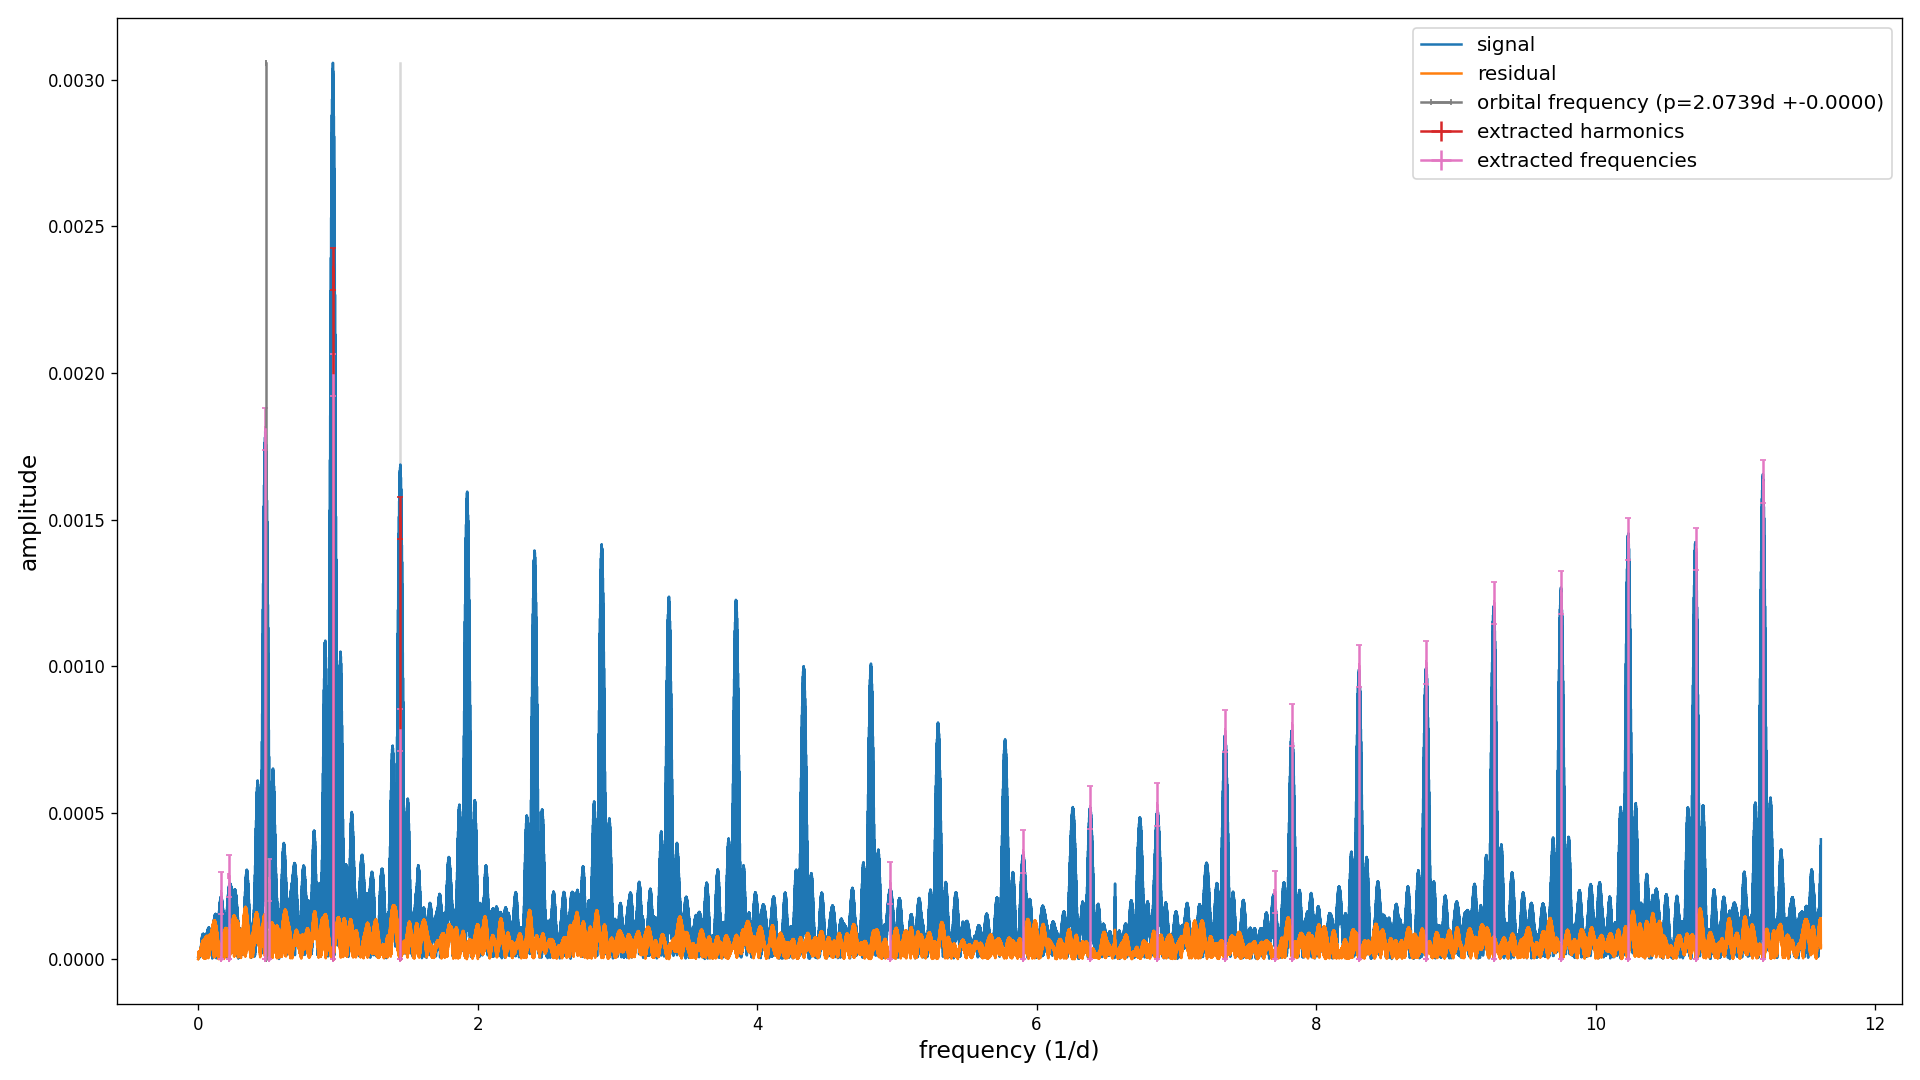 signal
residual
orbital frequency (p=2.0739d +-0.0000)
extracted harmonics
extracted frequencies
amplitude
0.0030
0.0025
0.0020
0.0015
0.0010
0.0005
0.0000
0 2 4 6 8 10 12
frequency (1/d)